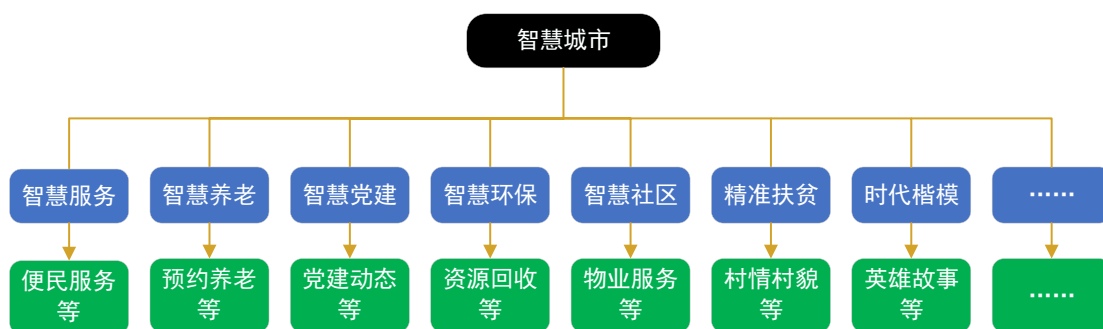 智慧城市
智慧服务
智慧养老
智慧党建
智慧环保
智慧社区
精准扶贫
时代楷模
……
便民服务
等
预约养老
等
党建动态
等
资源回收
等
物业服务
等
村情村貌
等
英雄故事
等
……